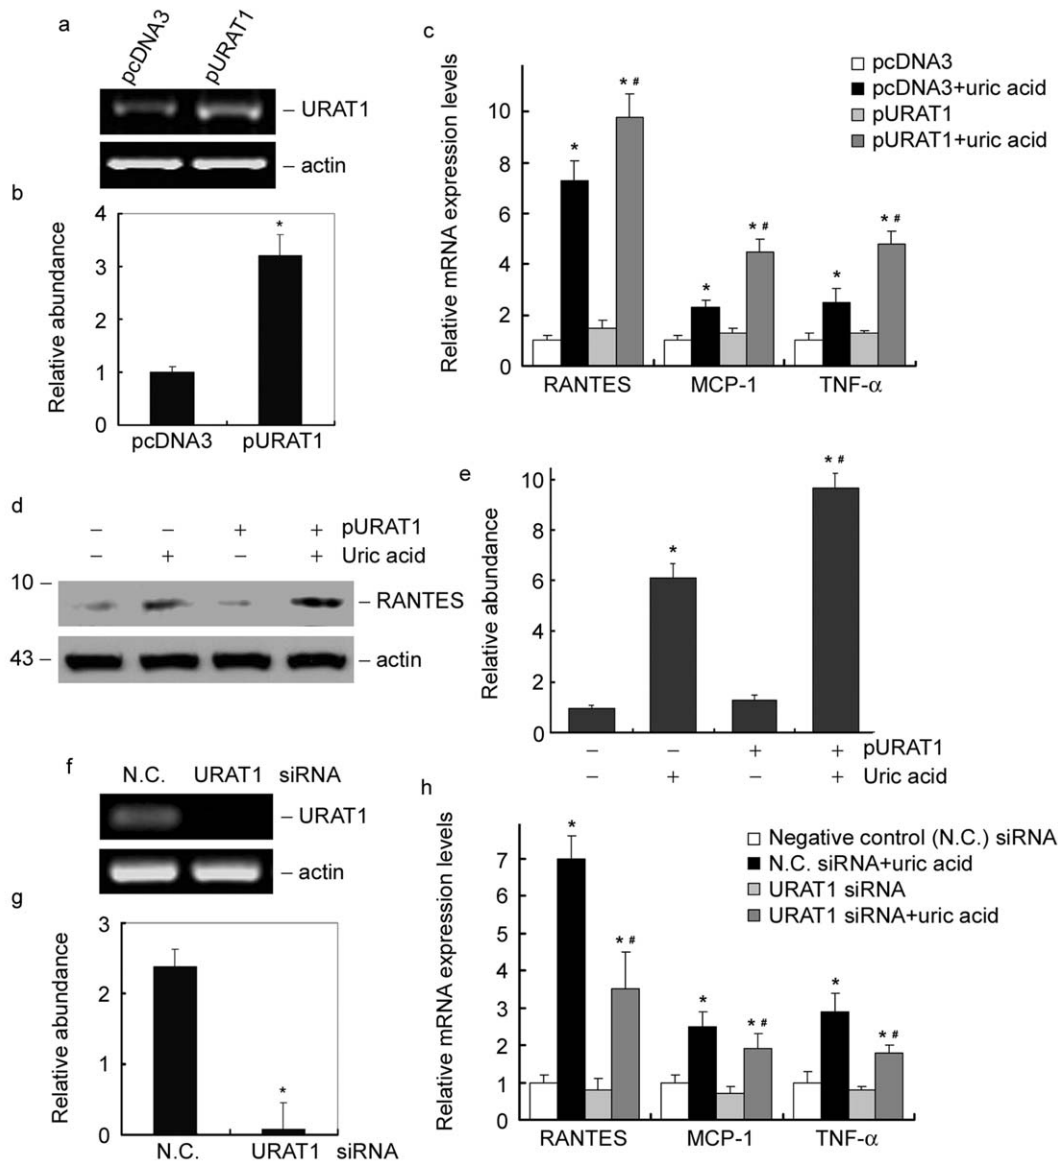 a
pcDNA3
pURAT1
– URAT1
– actin
b
4
3
2
1
0
Relative abundance
*
pcDNA3
pURAT1
c
Relative mRNA expression levels
10
8
6
4
2
0
□ pcDNA3
■ pcDNA3+uric acid
pURAT1
pURAT1+uric acid
* * #
* * #
* * #
RANTES MCP-1 TNF-α
d
– – + + pURAT1
– + – + Uric acid
10 –
– RANTES
43 –
– actin
e
Relative abundance
10
8
6
4
2
0
* * #
– – + + pURAT1
– + – + Uric acid
f
N.C. URAT1 siRNA
– URAT1
– actin
g
Relative abundance
3
2
1
0
*
N.C. URAT1 siRNA
h
Relative mRNA expression levels
7
6
5
4
3
2
1
0
Negative control (N.C.) siRNA
N.C. siRNA+uric acid
URAT1 siRNA
URAT1 siRNA+uric acid
* * #
* * #
* * #
RANTES MCP-1 TNF-α